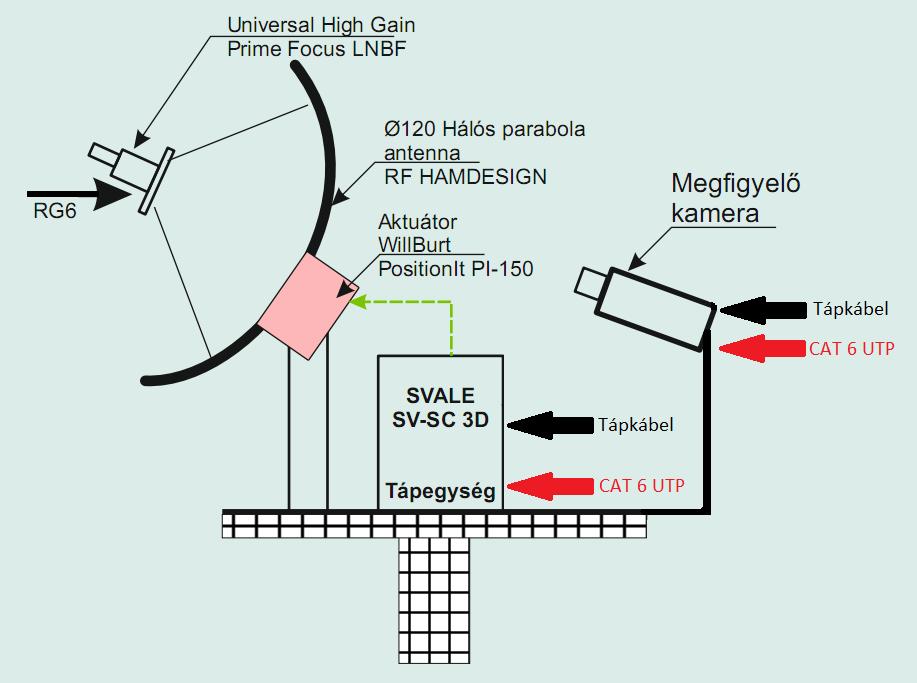 Universal High Gain
Prime Focus LNBF
Ø120 Hálós parabola
antenna
RF HAMDESIGN
RG6
Megfigyelő
kamera
Aktuátor
WillBurt
PositionIt PI-150
Tápkábel
CAT 6 UTP
SVALE
SV-SC 3D
Tápkábel
Tápegység
CAT 6 UTP